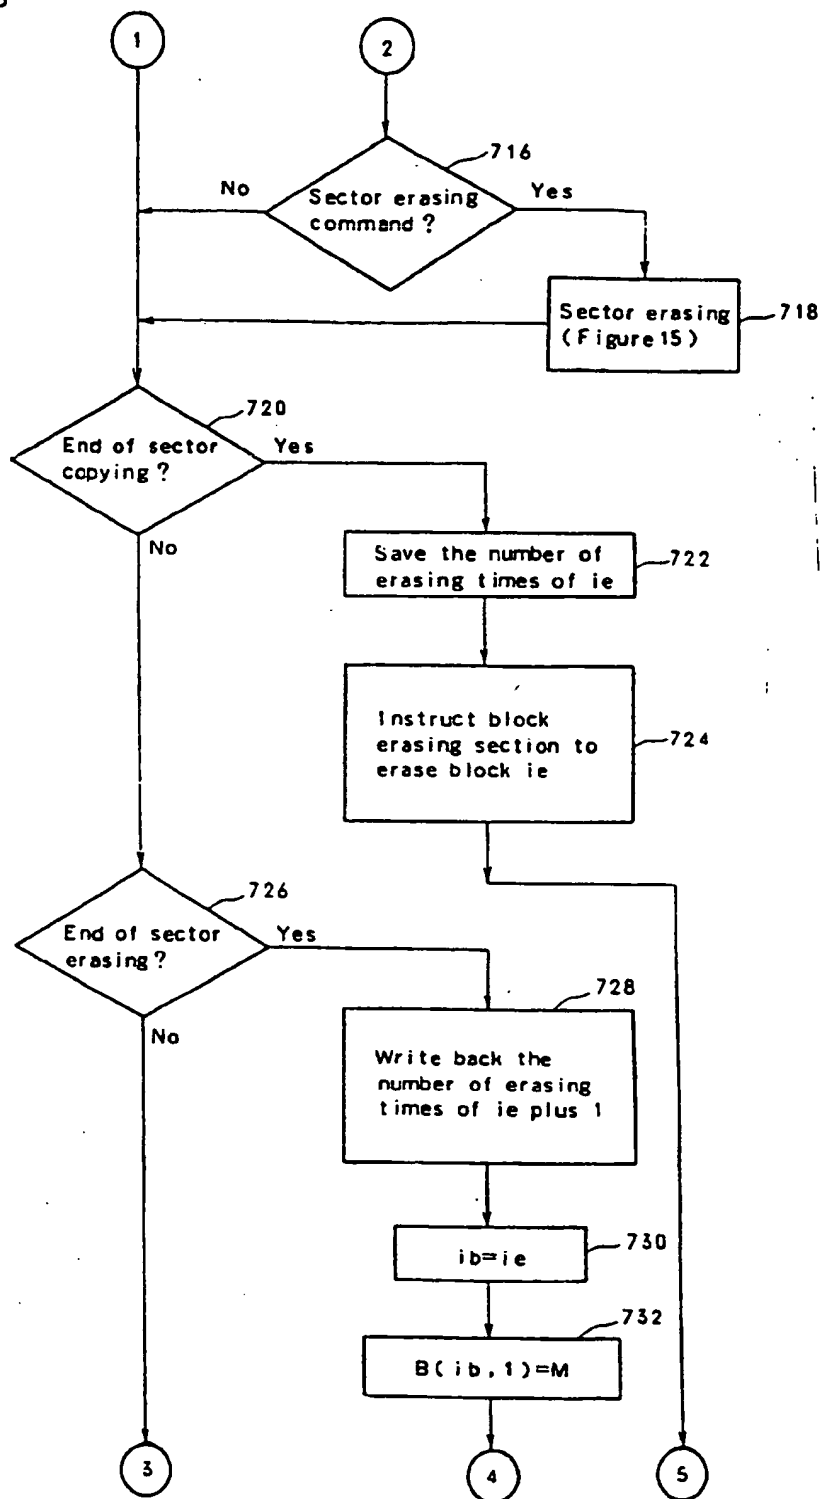 1
2
716
No
Sector erasing
command?
Yes
Sector erasing
(Figure 15)
718
720
End of sector
copying?
Yes
No
Save the number of
erasing times of ie
722
Instruct block
erasing section to
erase block ie
724
726
End of sector
erasing?
Yes
No
728
Write back the
number of erasing
times of ie plus 1
ib=ie
730
732
B(ib,1)=M
3
4
5